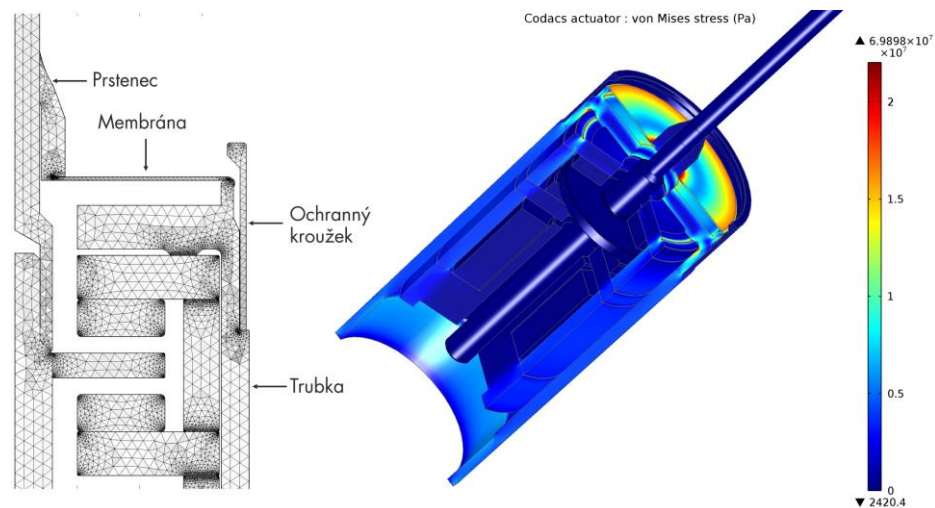 Codacs actuator : von Mises stress (Pa)
▲ 6.9898×10⁷
×10⁷
Prstenec
Membrána
Ochranný
kroužek
Trubka
2
1.5
1
0.5
0
▼ 2420.4